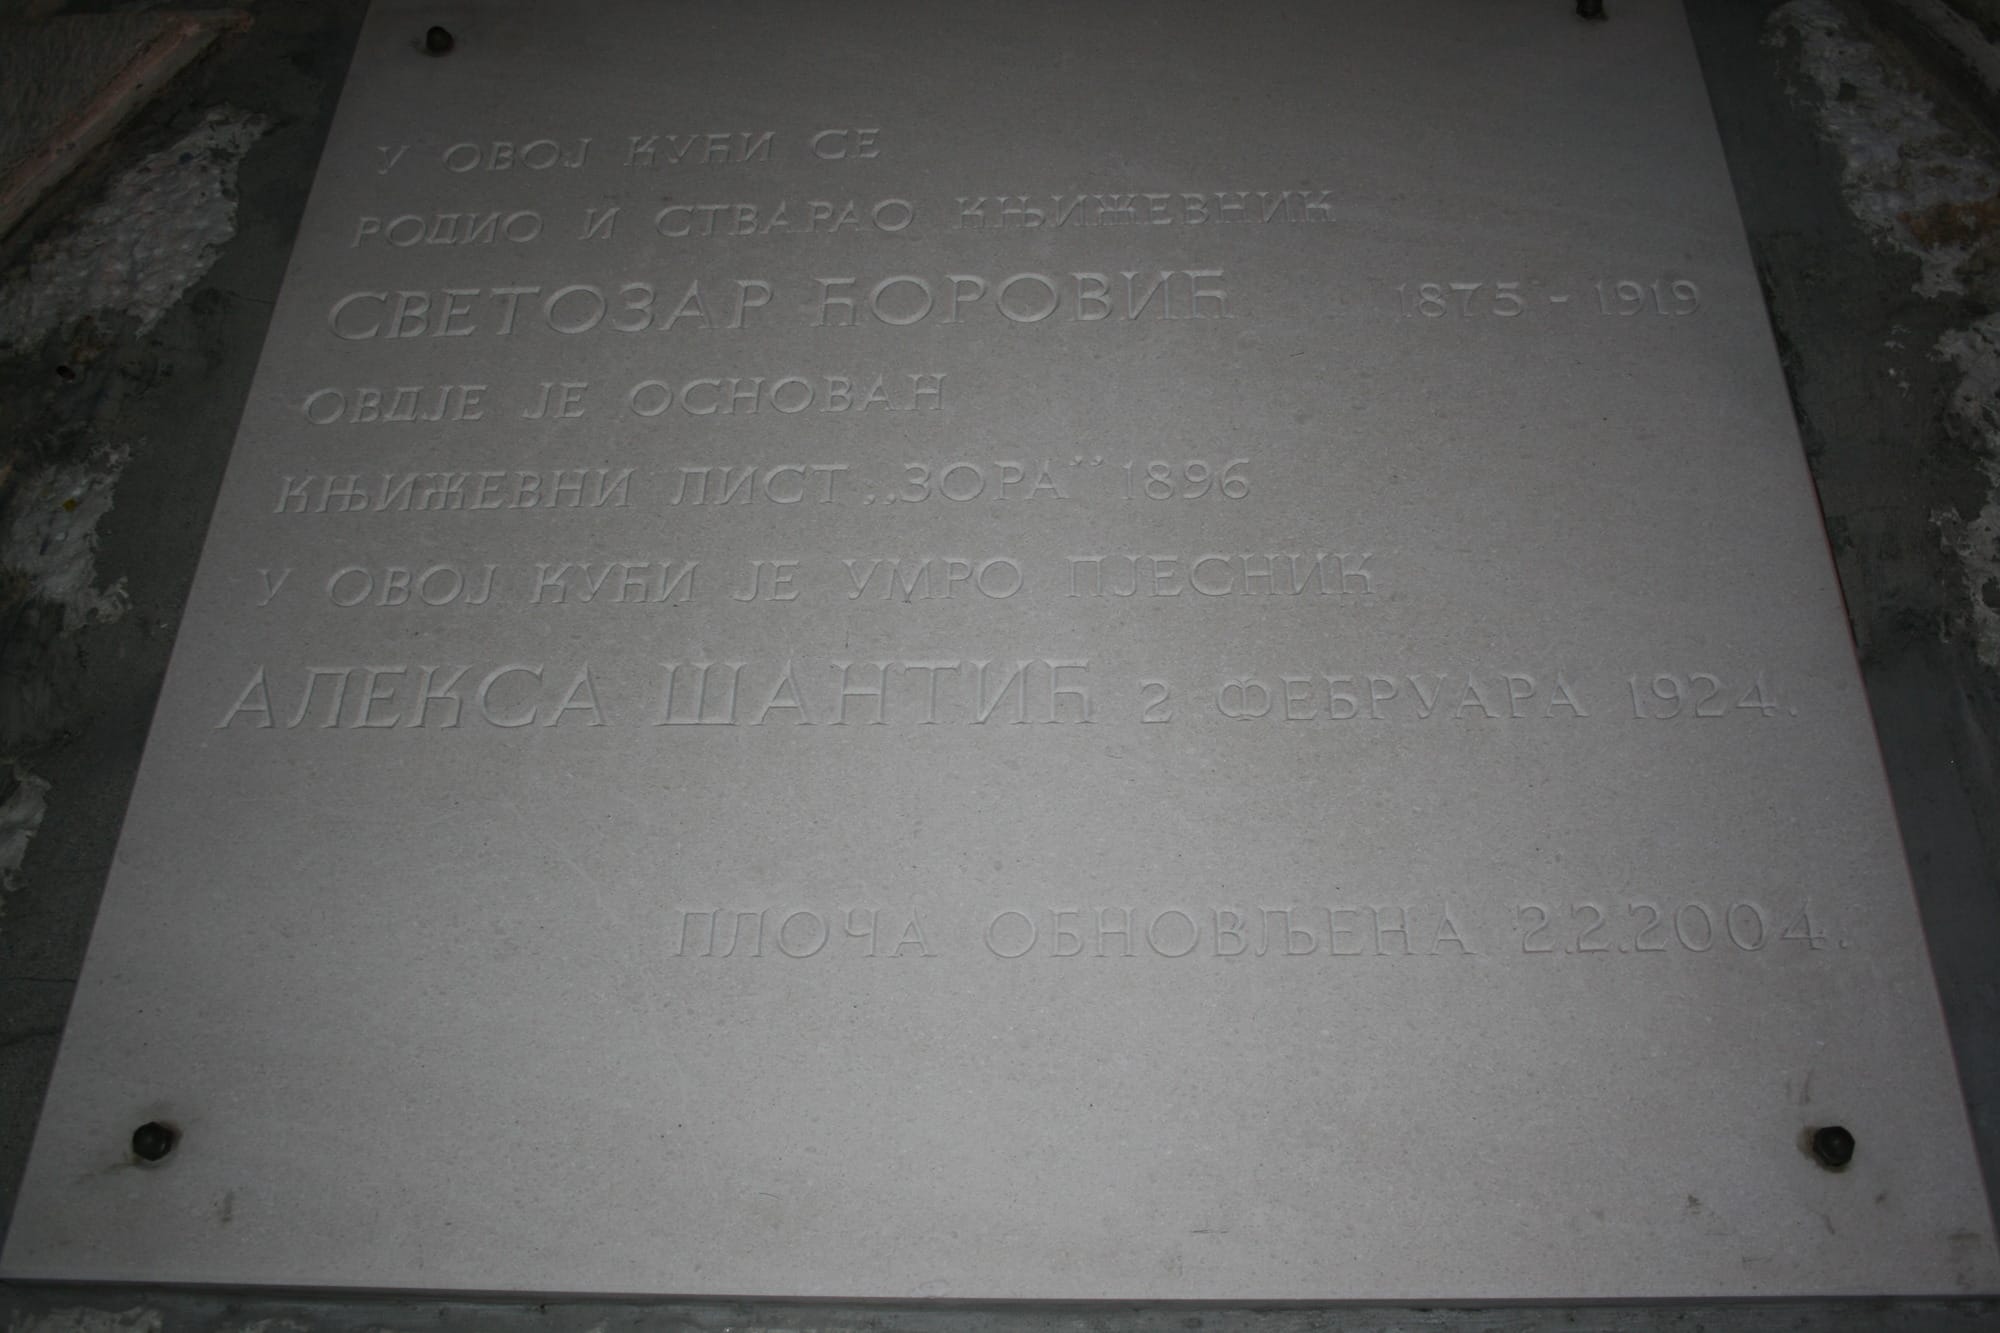 У ОВОЈ КУЋИ СЕ
РОДИО И СТВАРАО КЊИЖЕВНИК
СВЕТОЗАР ЋОРОВИЋ 1875 - 1919
ОВДЈЕ ЈЕ ОСНОВАН
КЊИЖЕВНИ ЛИСТ „ЗОРА“ 1896
У ОВОЈ КУЋИ ЈЕ УМРО ПЈЕСНИК
АЛЕКСА ШАНТИЋ 2 ФЕБРУАРА 1924.
ПЛОЧА ОБНОВЉЕНА 2.2.2004.